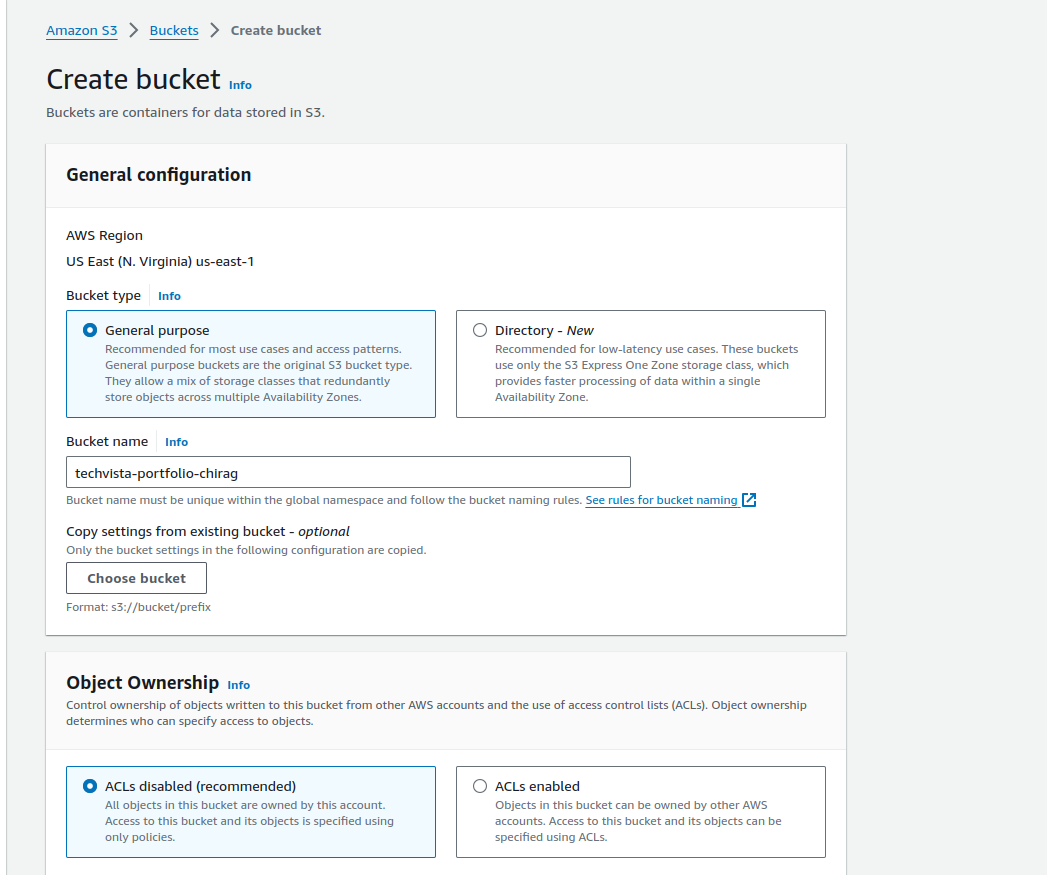 Amazon S3 > Buckets > Create bucket
Create bucket Info
Buckets are containers for data stored in S3.
General configuration
AWS Region
US East (N. Virginia) us-east-1
Bucket type Info
General purpose
Recommended for most use cases and access patterns.
General purpose buckets are the original S3 bucket type.
They allow a mix of storage classes that redundantly
store objects across multiple Availability Zones.
Directory - New
Recommended for low-latency use cases. These buckets
use only the S3 Express One Zone storage class, which
provides faster processing of data within a single
Availability Zone.
Bucket name Info
techvista-portfolio-chirag
Bucket name must be unique within the global namespace and follow the bucket naming rules. See rules for bucket naming
Copy settings from existing bucket - optional
Only the bucket settings in the following configuration are copied.
Choose bucket
Format: s3://bucket/prefix
Object Ownership Info
Control ownership of objects written to this bucket from other AWS accounts and the use of access control lists (ACLs). Object ownership
determines who can specify access to objects.
ACLs disabled (recommended)
All objects in this bucket are owned by this account.
Access to this bucket and its objects is specified using
only policies.
ACLs enabled
Objects in this bucket can be owned by other AWS
accounts. Access to this bucket and its objects can be
specified using ACLs.